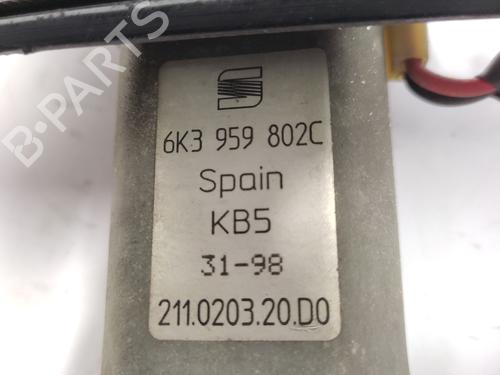 6K3 959 802C
Spain
KB5
31-98
211.0203.20.D0
B-Parts